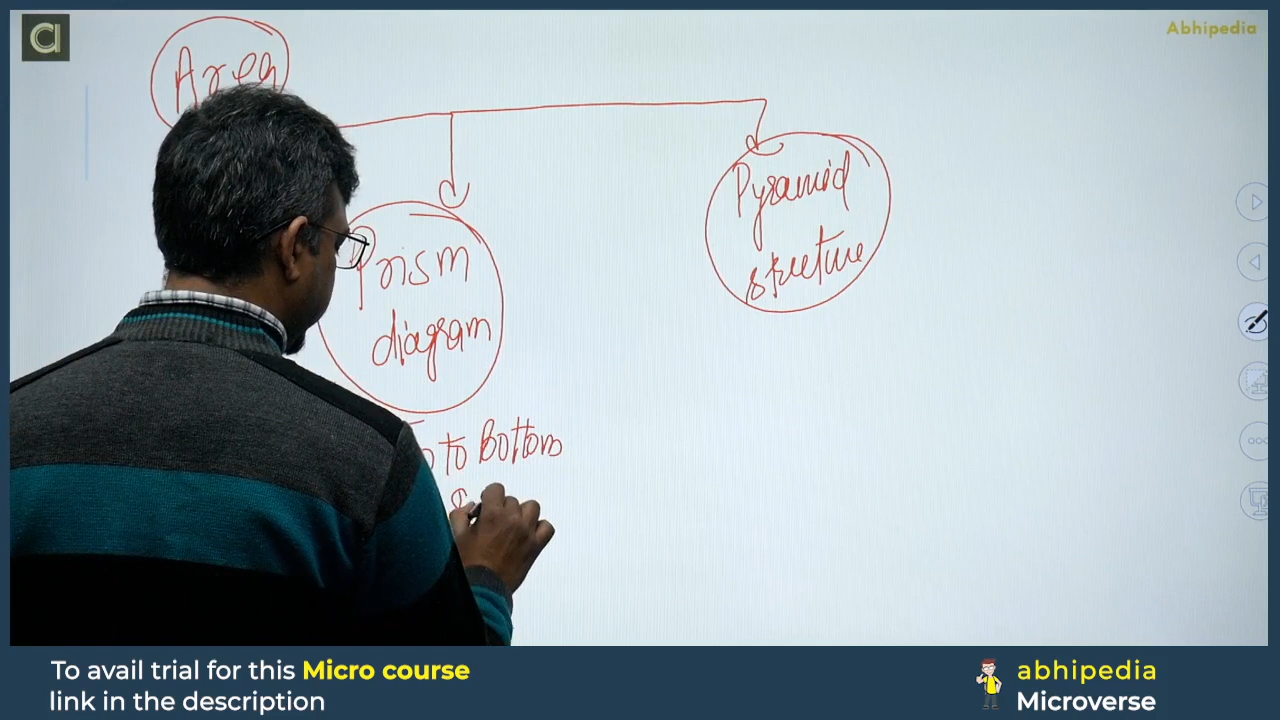 Abhipedia
Area
Pyramid
structure
Prism
diagram
to Bottom
To avail trial for this Micro course
link in the description
abhipedia
Microverse